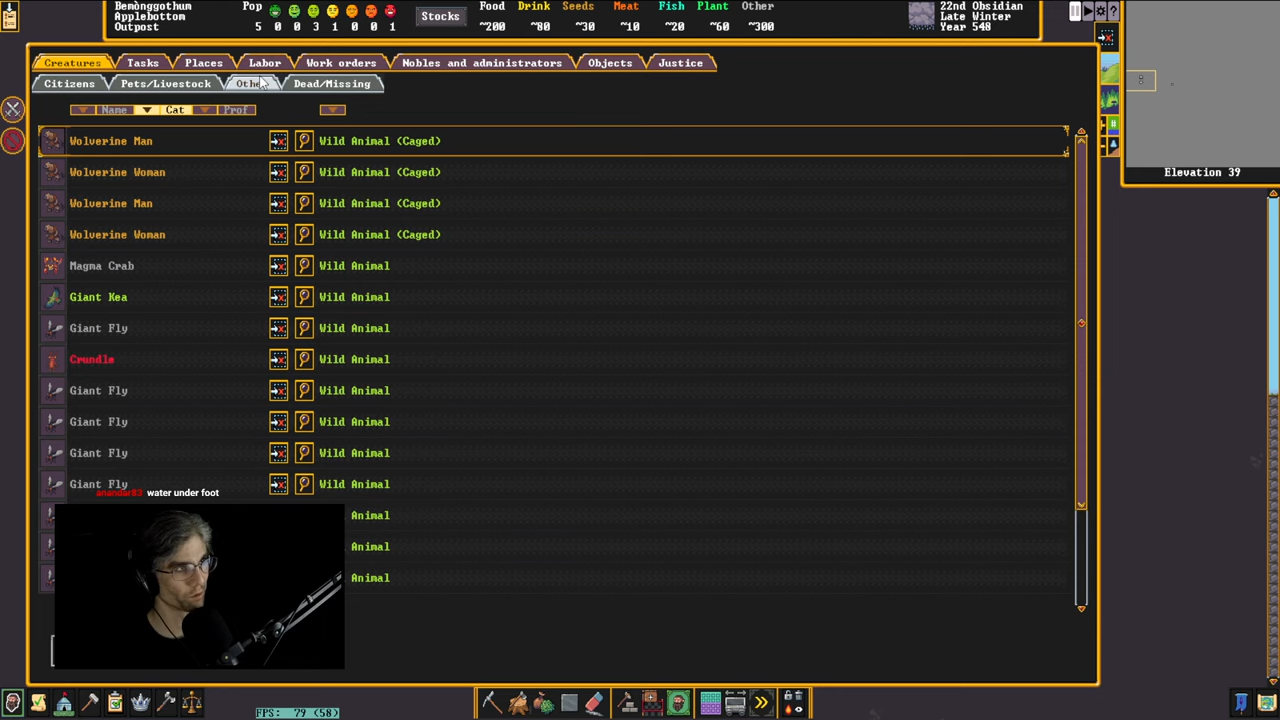 Bemònggothum
Applebottom
Outpost
Pop
5 0 0 3 1 0 0 1
Stocks
Food Drink Seeds Meat Fish Plant Other
~200 ~80 ~30 ~10 ~20 ~60 ~300
22nd Obsidian
Late Winter
Year 548
Creatures Tasks Places Labor Work orders Nobles and administrators Objects Justice
Citizens Pets/Livestock Othe Dead/Missing
Name Cat Prof
Wolverine Man Wild Animal (Caged)
Wolverine Woman Wild Animal (Caged)
Wolverine Man Wild Animal (Caged)
Wolverine Woman Wild Animal (Caged)
Magma Crab Wild Animal
Giant Kea Wild Animal
Giant Fly Wild Animal
Crundle Wild Animal
Giant Fly Wild Animal
Giant Fly Wild Animal
Giant Fly Wild Animal
Giant Fly Wild Animal
anandar83 water under foot
Animal
Animal
Animal
Elevation 39
FPS: 79 (58)